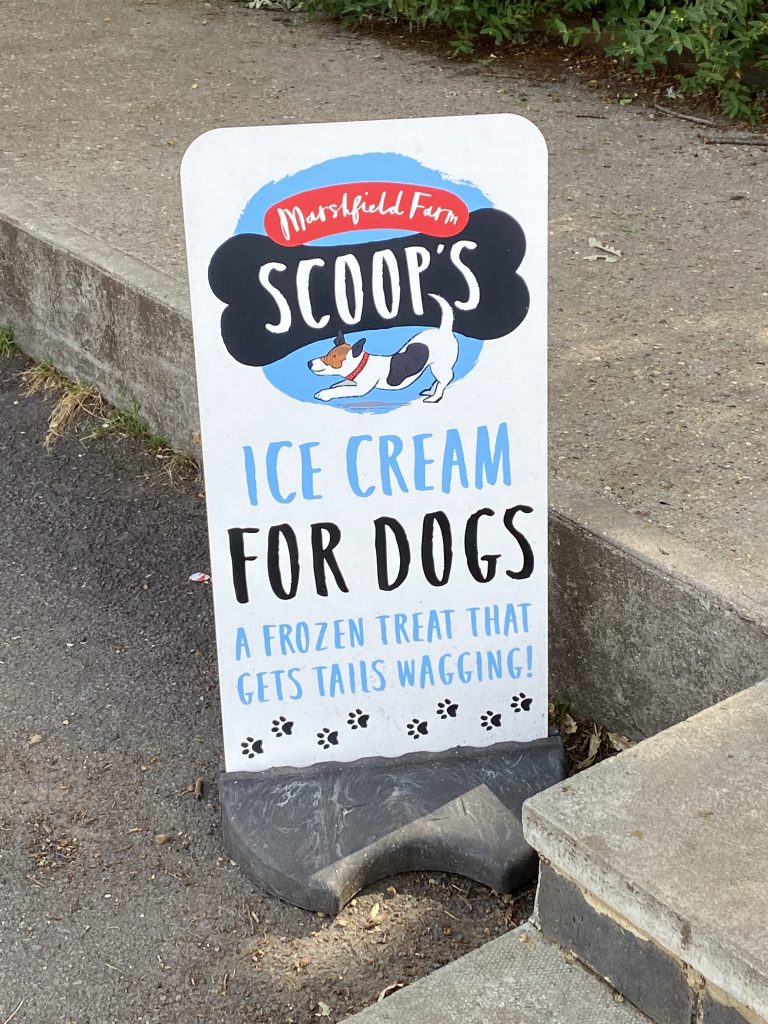 Marshfield Farm
SCOOP'S
ICE CREAM
FOR DOGS
A FROZEN TREAT THAT
GETS TAILS WAGGING!